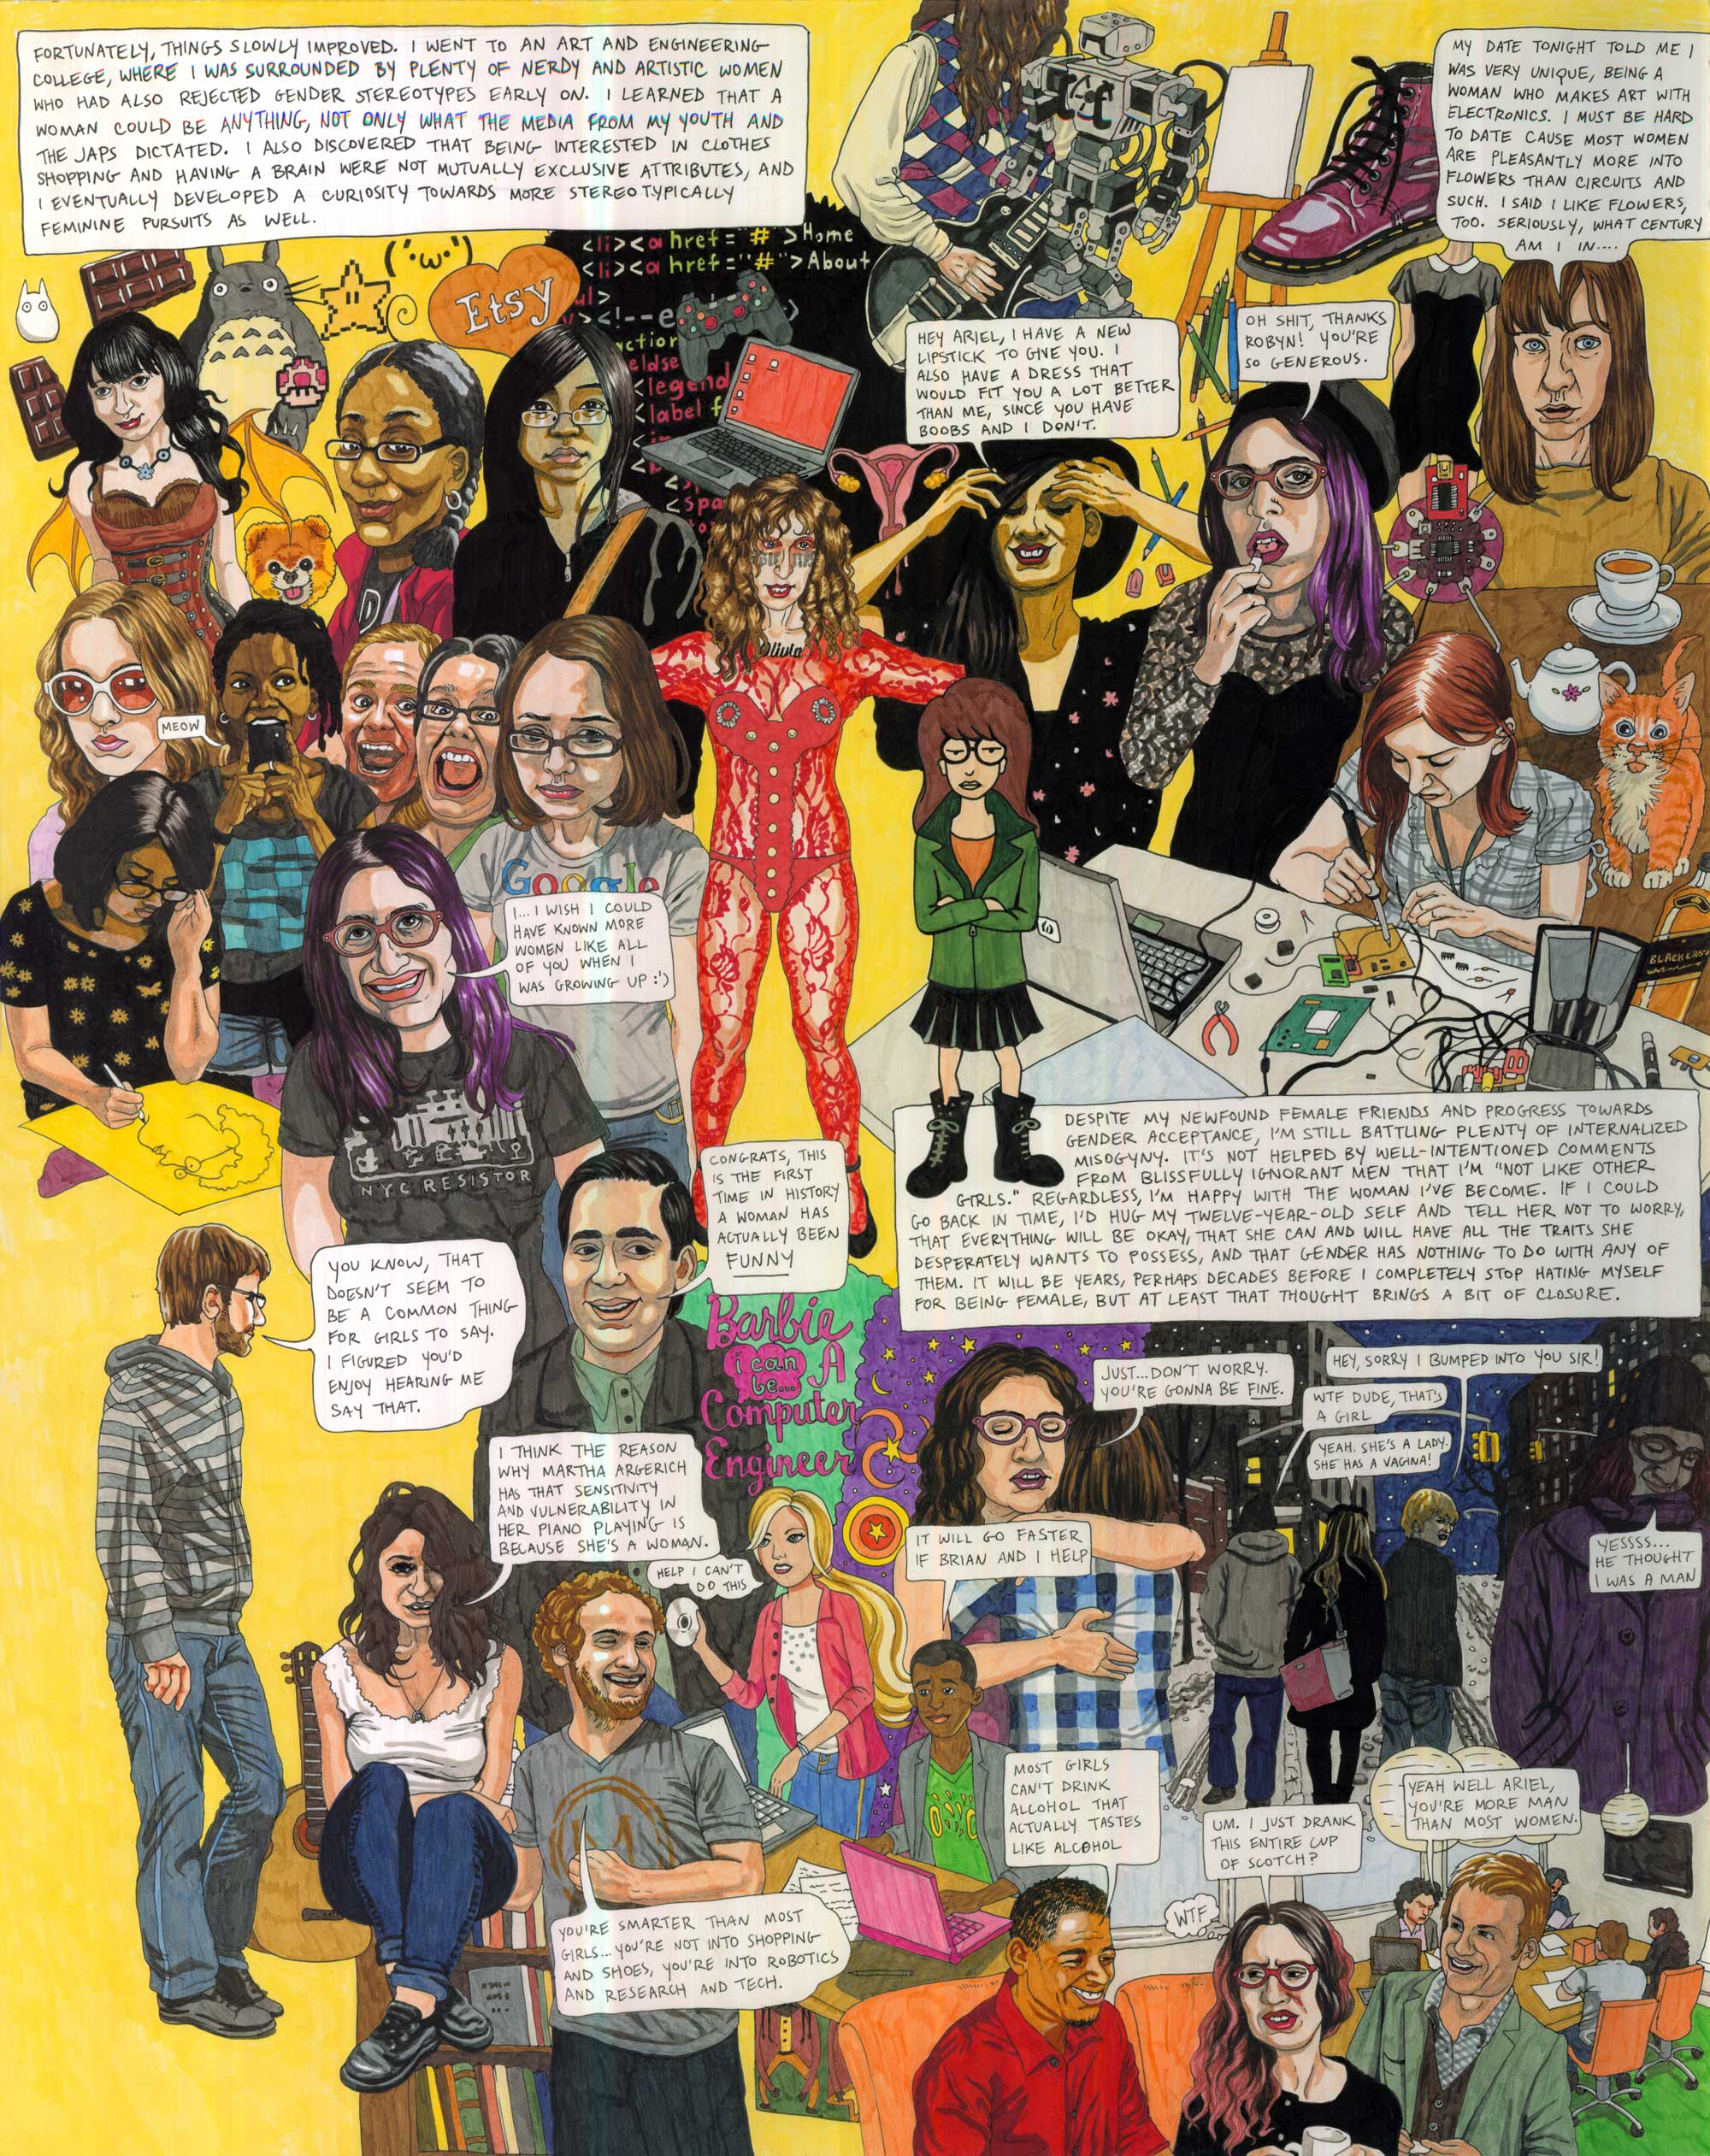 FORTUNATELY, THINGS SLOWLY IMPROVED. I WENT TO AN ART AND ENGINEERING
COLLEGE, WHERE I WAS SURROUNDED BY PLENTY OF NERDY AND ARTISTIC WOMEN
WHO HAD ALSO REJECTED GENDER STEREOTYPES EARLY ON. I LEARNED THAT A
WOMAN COULD BE ANYTHING, NOT ONLY WHAT THE MEDIA FROM MY YOUTH AND
THE JAPS DICTATED. I ALSO DISCOVERED THAT BEING INTERESTED IN CLOTHES
SHOPPING AND HAVING A BRAIN WERE NOT MUTUALLY EXCLUSIVE ATTRIBUTES, AND
I EVENTUALLY DEVELOPED A CURIOSITY TOWARDS MORE STEREOTYPICALLY
FEMININE PURSUITS AS WELL.
MY DATE TONIGHT TOLD ME I
WAS VERY UNIQUE, BEING A
WOMAN WHO MAKES ART WITH
ELECTRONICS. I MUST BE HARD
TO DATE CAUSE MOST WOMEN
ARE PLEASANTLY MORE INTO
FLOWERS THAN CIRCUITS AND
SUCH. I SAID I LIKE FLOWERS,
TOO. SERIOUSLY, WHAT CENTURY
AM I IN....
Etsy
<li><a href="#">Home
<li><a href="#">About
ul>
><!--e
ction
eldse
<legend
<label f
<spa
HEY ARIEL, I HAVE A NEW
LIPSTICK TO GIVE YOU. I
ALSO HAVE A DRESS THAT
WOULD FIT YOU A LOT BETTER
THAN ME, SINCE YOU HAVE
BOOBS AND I DON'T.
OH SHIT, THANKS
ROBYN! YOU'RE
SO GENEROUS.
D
MEOW
Olivia
Google
I... I WISH I COULD
HAVE KNOWN MORE
WOMEN LIKE ALL
OF YOU WHEN I
WAS GROWING UP :')
NYC RESISTOR
DESPITE MY NEWFOUND FEMALE FRIENDS AND PROGRESS TOWARDS
GENDER ACCEPTANCE, I'M STILL BATTLING PLENTY OF INTERNALIZED
MISOGYNY. IT'S NOT HELPED BY WELL-INTENTIONED COMMENTS
FROM BLISSFULLY IGNORANT MEN THAT I'M "NOT LIKE OTHER
GIRLS." REGARDLESS, I'M HAPPY WITH THE WOMAN I'VE BECOME. IF I COULD
GO BACK IN TIME, I'D HUG MY TWELVE-YEAR-OLD SELF AND TELL HER NOT TO WORRY,
THAT EVERYTHING WILL BE OKAY, THAT SHE CAN AND WILL HAVE ALL THE TRAITS SHE
DESPERATELY WANTS TO POSSESS, AND THAT GENDER HAS NOTHING TO DO WITH ANY OF
THEM. IT WILL BE YEARS, PERHAPS DECADES BEFORE I COMPLETELY STOP HATING MYSELF
FOR BEING FEMALE, BUT AT LEAST THAT THOUGHT BRINGS A BIT OF CLOSURE.
CONGRATS, THIS
IS THE FIRST
TIME IN HISTORY
A WOMAN HAS
ACTUALLY BEEN
FUNNY
YOU KNOW, THAT
DOESN'T SEEM TO
BE A COMMON THING
FOR GIRLS TO SAY.
I FIGURED YOU'D
ENJOY HEARING ME
SAY THAT.
Barbie
i can
be...
A
Computer
Engineer
JUST...DON'T WORRY.
YOU'RE GONNA BE FINE.
HEY, SORRY I BUMPED INTO YOU SIR!
WTF DUDE, THAT'S
A GIRL
YEAH. SHE'S A LADY.
SHE HAS A VAGINA!
YESSSS...
HE THOUGHT
I WAS A MAN
I THINK THE REASON
WHY MARTHA ARGERICH
HAS THAT SENSITIVITY
AND VULNERABILITY IN
HER PIANO PLAYING IS
BECAUSE SHE'S A WOMAN.
HELP I CAN'T
DO THIS
IT WILL GO FASTER
IF BRIAN AND I HELP
M
MOST GIRLS
CAN'T DRINK
ALCOHOL THAT
ACTUALLY TASTES
LIKE ALCOHOL
UM. I JUST DRANK
THIS ENTIRE CUP
OF SCOTCH?
YEAH WELL ARIEL,
YOU'RE MORE MAN
THAN MOST WOMEN.
WTF
YOU'RE SMARTER THAN MOST
GIRLS...YOU'RE NOT INTO SHOPPING
AND SHOES, YOU'RE INTO ROBOTICS
AND RESEARCH AND TECH.